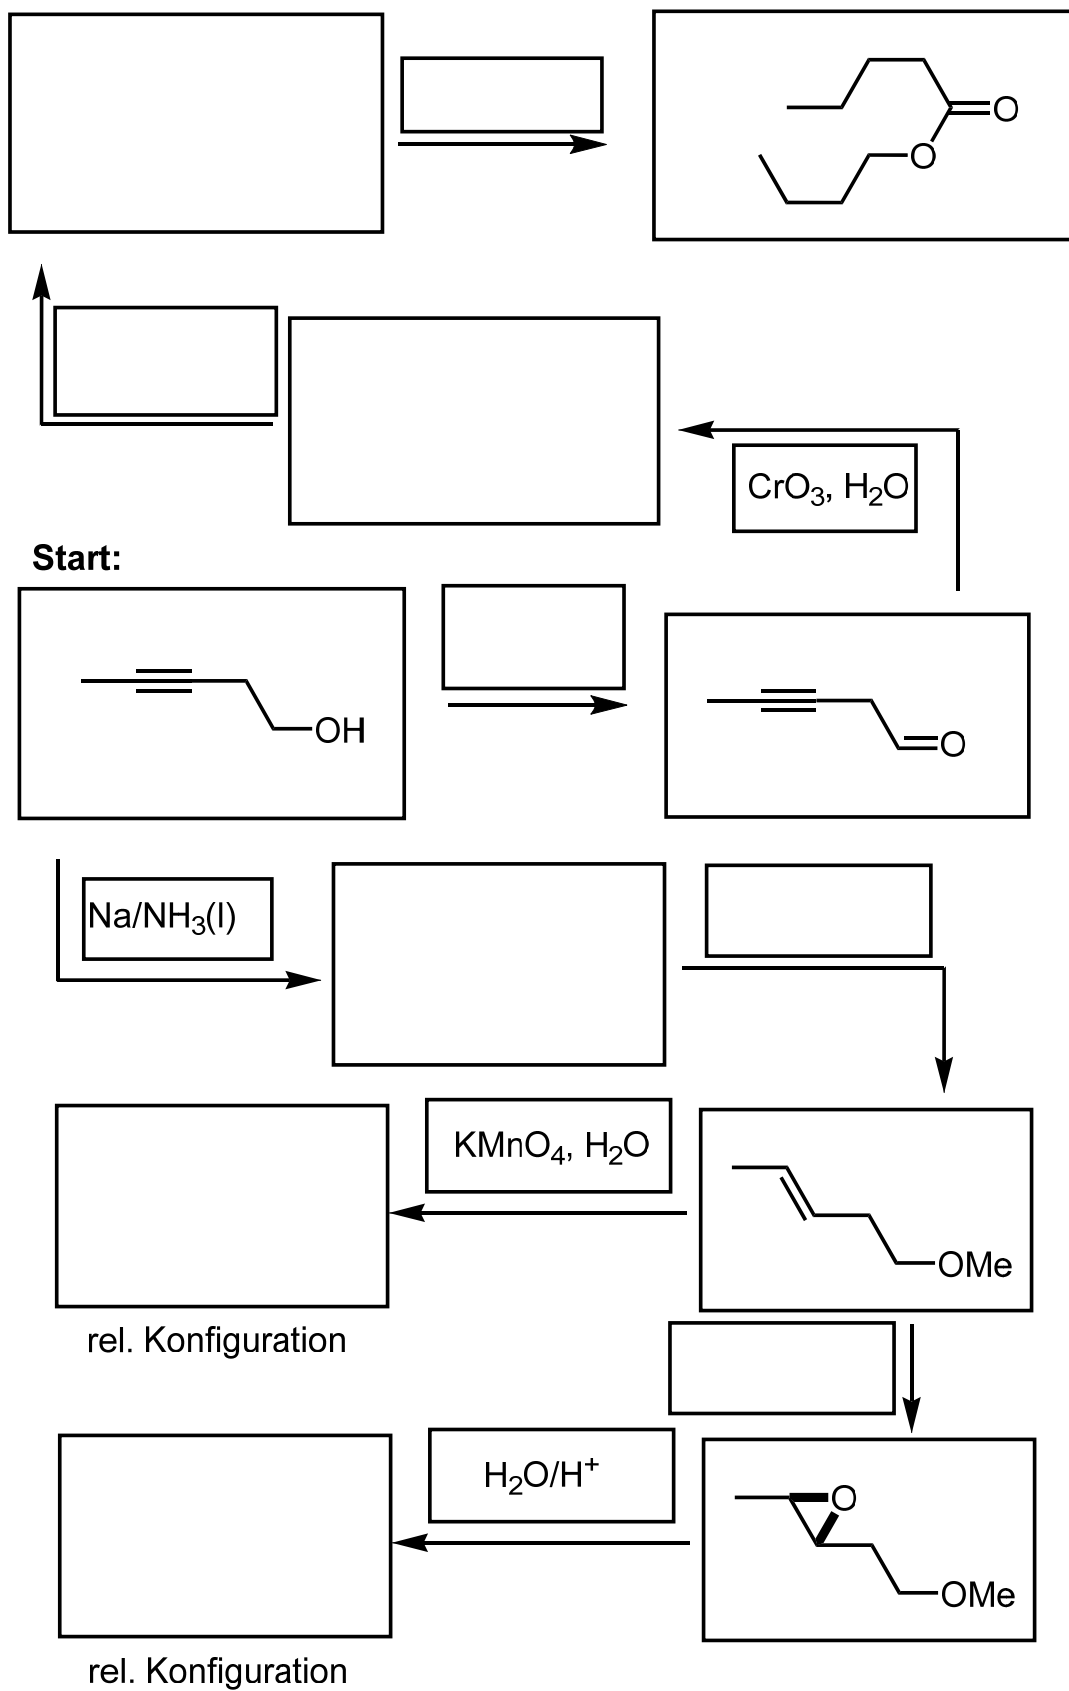 O
O
CrO₃, H₂O
Start:
OH
O
Na/NH₃(l)
KMnO₄, H₂O
OMe
rel. Konfiguration
H₂O/H⁺
O
OMe
rel. Konfiguration